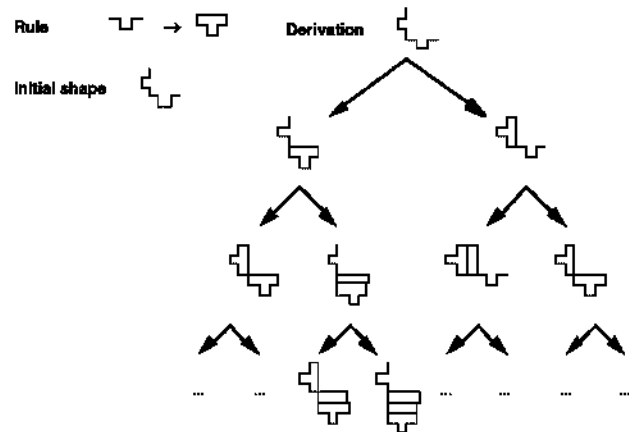 Rule → Derivation
Initial shape
... ... ... ... ... ...